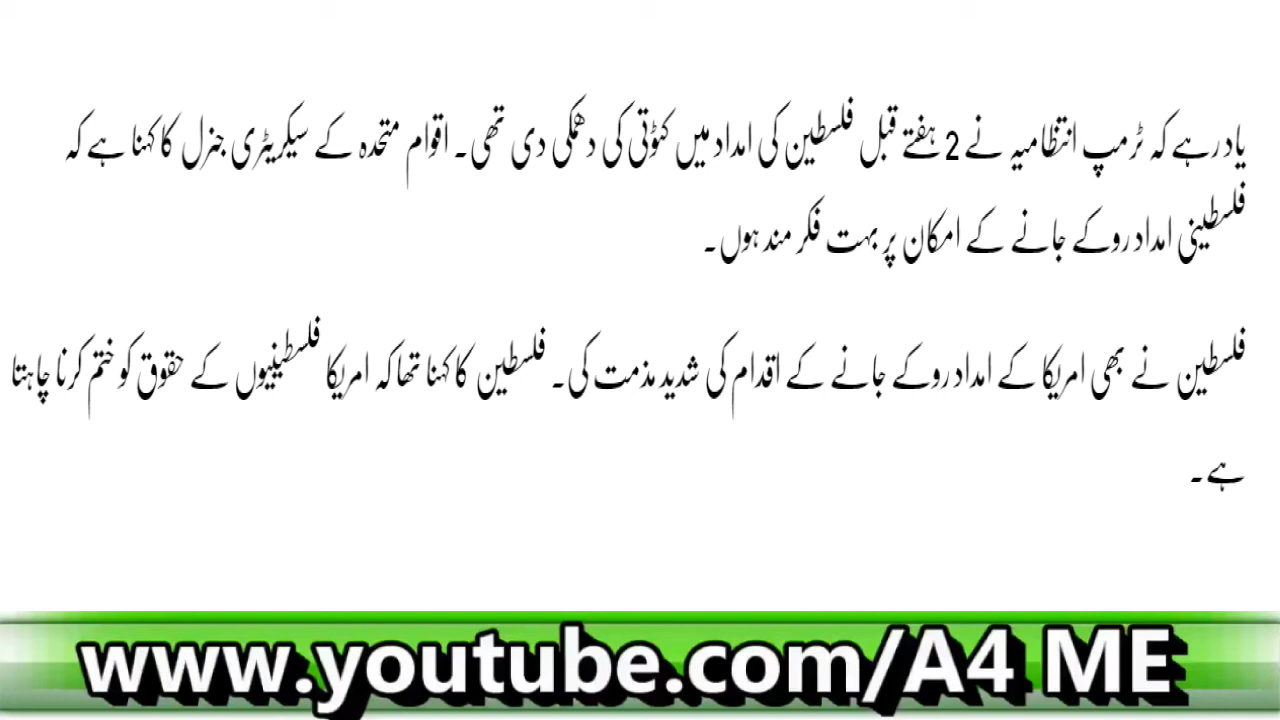 یاد رہے کہ ٹرمپ انتظامیہ نے 2 ہفتے قبل فلسطین کی امداد میں کٹوتی کی دھمکی دی تھی۔ اقوام متحدہ کے سیکریٹری جنرل کا کہنا ہے کہ
فلسطینی امداد روکے جانے کے امکان پر بہت فکر مند ہوں۔
فلسطین نے بھی امریکا کے امداد روکے جانے کے اقدام کی شدید مذمت کی۔ فلسطین کا کہنا تھا کہ امریکا فلسطینیوں کے حقوق کو ختم کرنا چاہتا
ہے۔
www.youtube.com/A4 ME